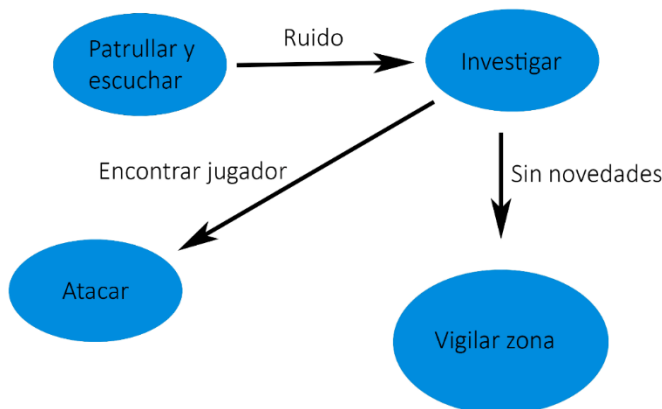 Patrullar y
escuchar
Ruido
Investigar
Encontrar jugador
Sin novedades
Atacar
Vigilar zona